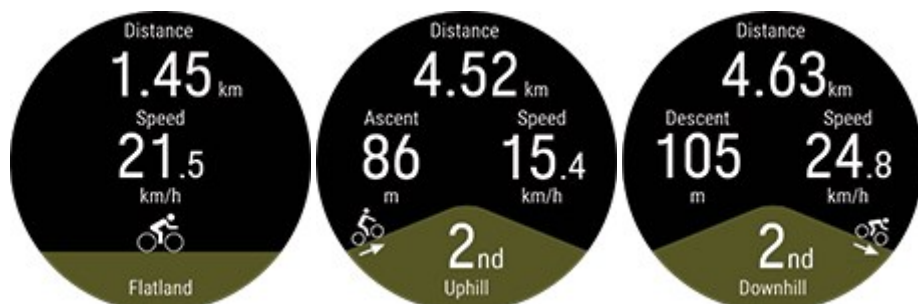 Distance
1.45 km
Speed
21.5
km/h
Flatland
Distance
4.52 km
Ascent Speed
86 15.4
m km/h
2nd
Uphill
Distance
4.63 km
Descent Speed
105 24.8
m km/h
2nd
Downhill